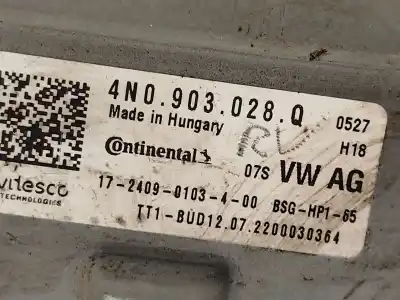 4N0.903.028.Q 0527
Made in Hungary H18
Continental 07S VW AG
vitesco
TECHNOLOGIES
17-2409-0103-4-00 BSG-HP1-65
TT1-BUD12.07.2200030364